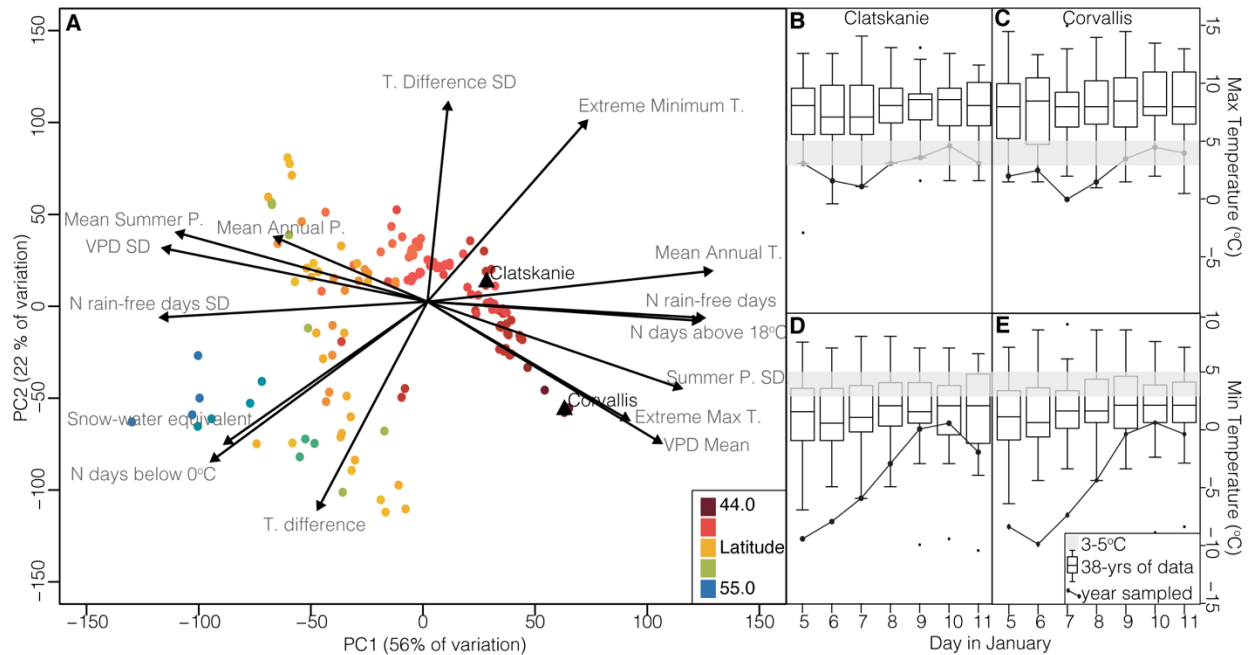 A
T. Difference SD
Extreme Minimum T.
Mean Summer P.
Mean Annual P.
VPD SD
Clatskanie
Mean Annual T.
N rain-free days SD
N rain-free days
N days above 18ºC
Summer P. SD
Corvallis
Extreme Max T.
VPD Mean
Snow-water equivalent
N days below 0ºC
T. difference
44.0
Latitude
55.0
PC2 (22 % of variation)
150
100
50
0
−50
−100
−150
−150
−100
−50
0
50
100
150
PC1 (56% of variation)
B
Clatskanie
C
Corvallis
15
10
5
0
−5
Max Temperature (ºC)
D
E
10
5
0
−5
−10
−15
Min Temperature (ºC)
3-5ºC
38-yrs of data
year sampled
5 6 7 8 9 10 11
5 6 7 8 9 10 11
Day in January